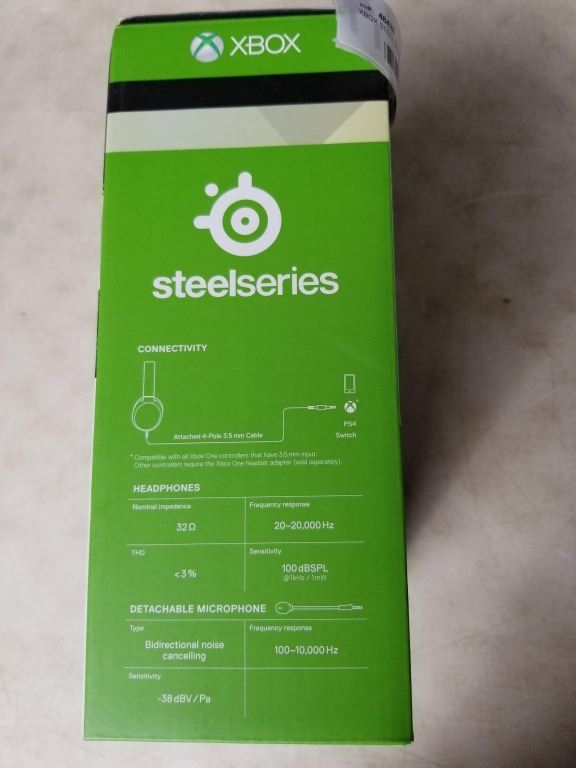 XBOX
XBOX
steelseries
CONNECTIVITY
Attached 4-Pole 3.5 mm Cable
PS4
Switch
* Compatible with all Xbox One controllers that have 3.5 mm input.
Other controllers require the Xbox One headset adapter (sold separately).
HEADPHONES
Nominal impedance
Frequency response
32 Ω
20–20,000 Hz
THD
Sensitivity
<3%
100 dBSPL
@1kHz / 1mW
DETACHABLE MICROPHONE
Type
Frequency response
Bidirectional noise
cancelling
100–10,000 Hz
Sensitivity
-38 dBV / Pa